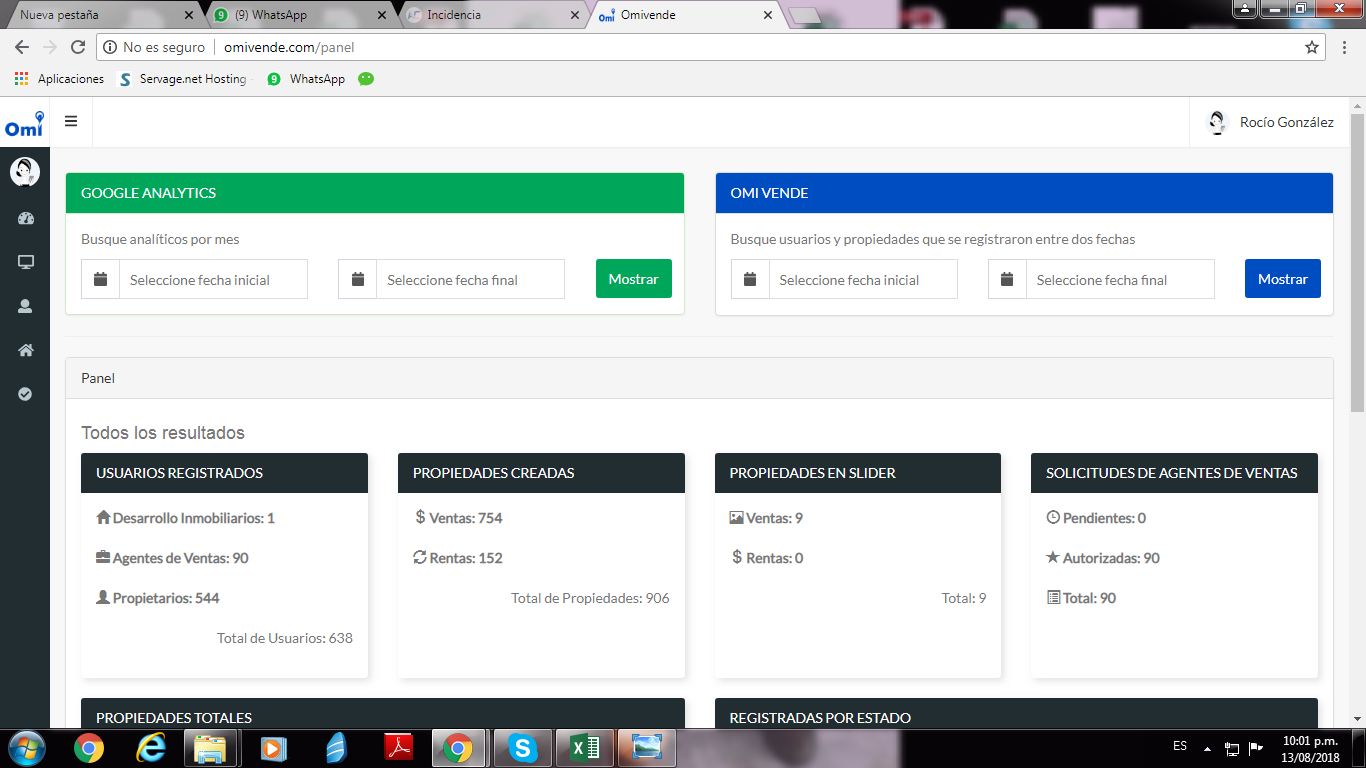 Nueva pestaña
9 (9) WhatsApp
Incidencia
Omi Omivende
No es seguro omivende.com/panel
Aplicaciones
S Servage.net Hosting
9 WhatsApp
Omi
Rocío González
GOOGLE ANALYTICS
Busque analíticos por mes
Seleccione fecha inicial
Seleccione fecha final
Mostrar
OMI VENDE
Busque usuarios y propiedades que se registraron entre dos fechas
Seleccione fecha inicial
Seleccione fecha final
Mostrar
Panel
Todos los resultados
USUARIOS REGISTRADOS
Desarrollo Inmobiliarios: 1
Agentes de Ventas: 90
Propietarios: 544
Total de Usuarios: 638
PROPIEDADES CREADAS
$ Ventas: 754
Rentas: 152
Total de Propiedades: 906
PROPIEDADES EN SLIDER
Ventas: 9
$ Rentas: 0
Total: 9
SOLICITUDES DE AGENTES DE VENTAS
Pendientes: 0
Autorizadas: 90
Total: 90
PROPIEDADES TOTALES
REGISTRADAS POR ESTADO
ES
10:01 p.m.
13/08/2018